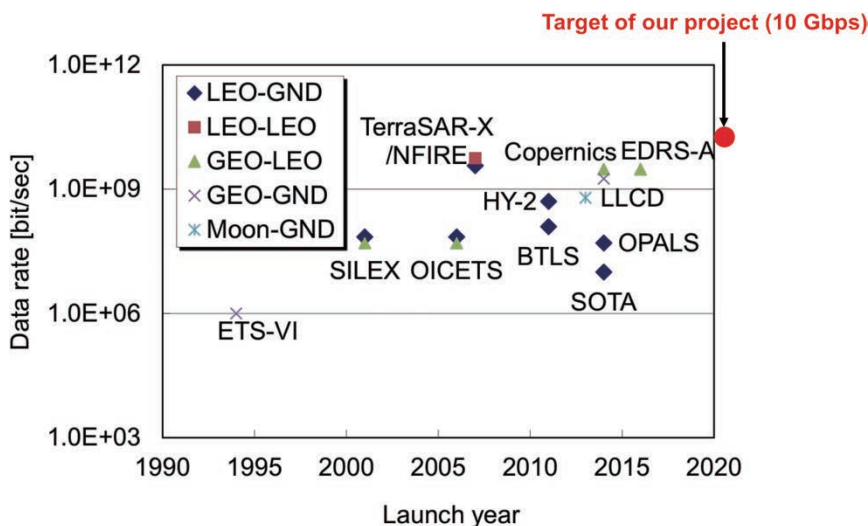 Target of our project (10 Gbps)
1.0E+12
1.0E+09
1.0E+06
1.0E+03
Data rate [bit/sec]
LEO-GND
LEO-LEO
GEO-LEO
GEO-GND
Moon-GND
TerraSAR-X
/NFIRE
Copernics
EDRS-A
HY-2
LLCD
BTLS
OPALS
SILEX
OICETS
SOTA
ETS-VI
1990
1995
2000
2005
2010
2015
2020
Launch year